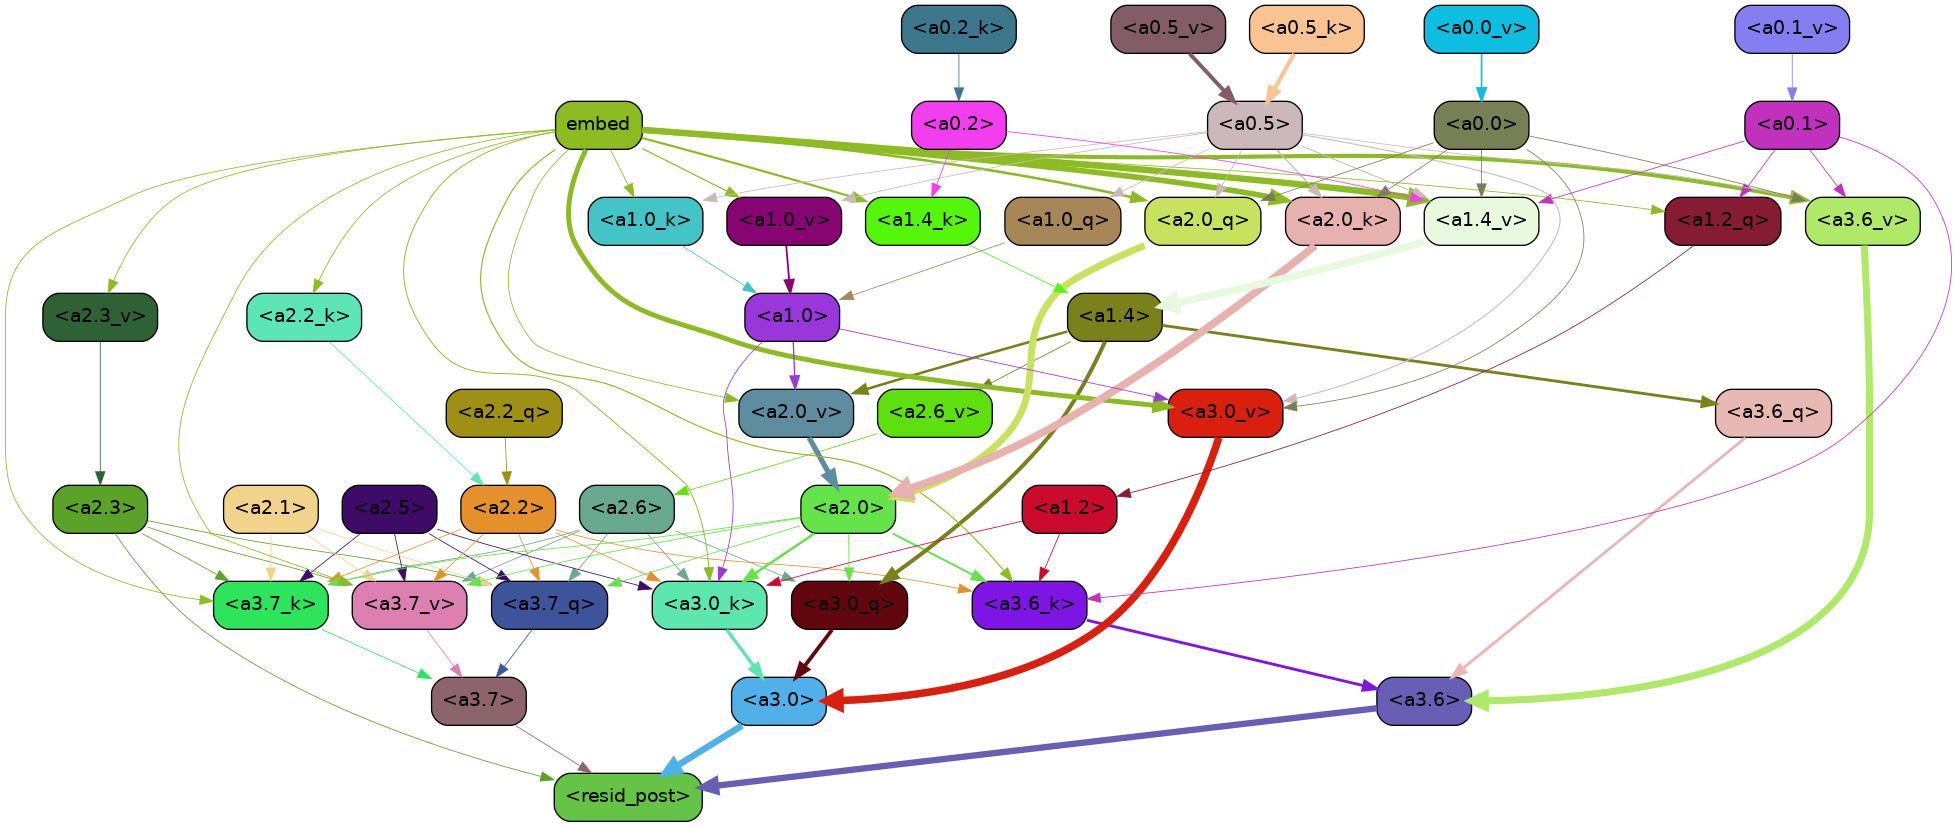 <a0.2_k>
<a0.5_v>
<a0.5_k>
<a0.0_v>
<a0.1_v>
embed
<a0.2>
<a0.5>
<a0.0>
<a0.1>
<a1.0_k>
<a1.0_v>
<a1.4_k>
<a1.0_q>
<a2.0_q>
<a2.0_k>
<a1.4_v>
<a1.2_q>
<a3.6_v>
<a2.3_v>
<a2.2_k>
<a1.0>
<a1.4>
<a2.2_q>
<a2.0_v>
<a2.6_v>
<a3.0_v>
<a3.6_q>
<a2.3>
<a2.1>
<a2.5>
<a2.2>
<a2.6>
<a2.0>
<a1.2>
<a3.7_k>
<a3.7_v>
<a3.7_q>
<a3.0_k>
<a3.0_q>
<a3.6_k>
<a3.7>
<a3.0>
<a3.6>
<resid_post>